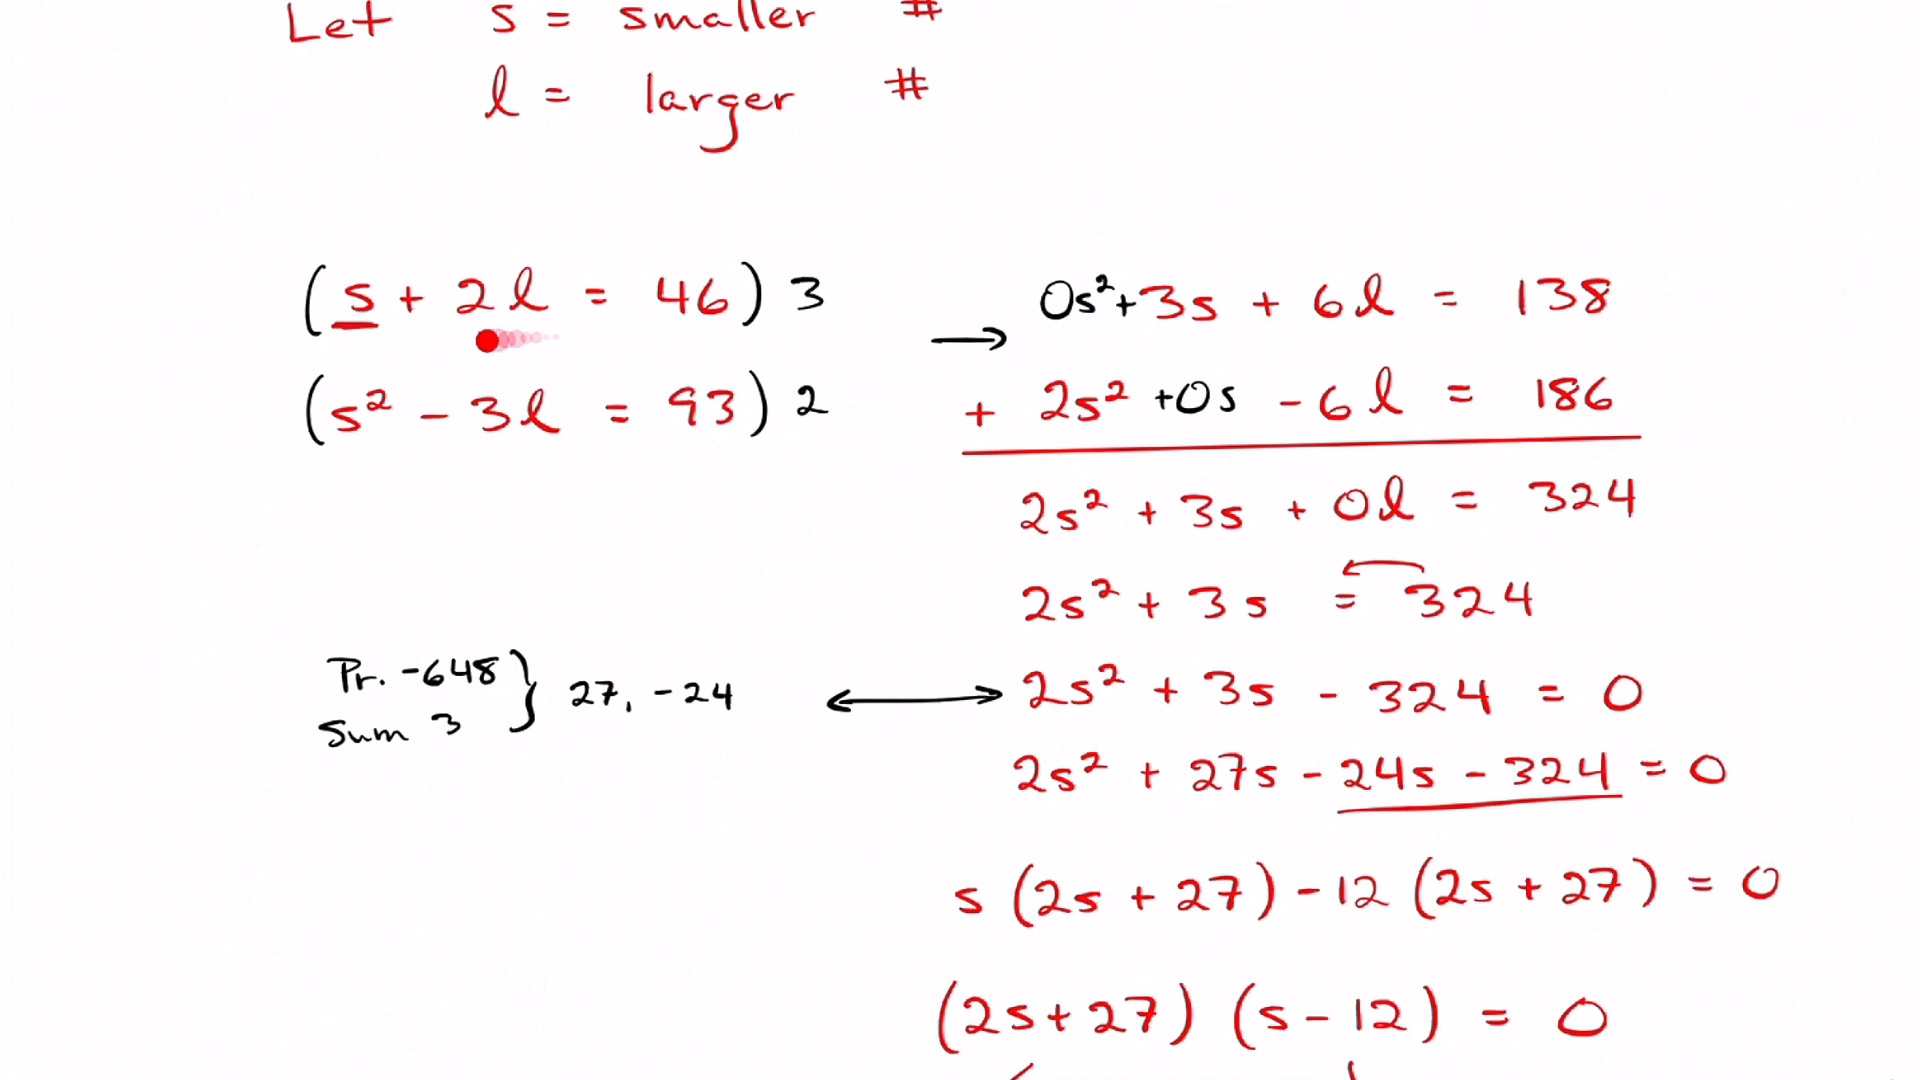 Let s = smaller #
l = larger #
(s + 2l = 46) 3
(s² - 3l = 93) 2
→ 0s² + 3s + 6l = 138
+ 2s² + 0s - 6l = 186
2s² + 3s + 0l = 324
2s² + 3s = 324
Pr. -648
Sum 3 } 27, -24
↔ 2s² + 3s - 324 = 0
2s² + 27s - 24s - 324 = 0
s (2s + 27) - 12 (2s + 27) = 0
(2s + 27) (s - 12) = 0